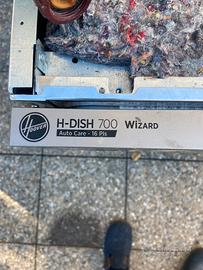 HOOVER
H-DISH 700 WIZARD
Auto Care - 16 Pls